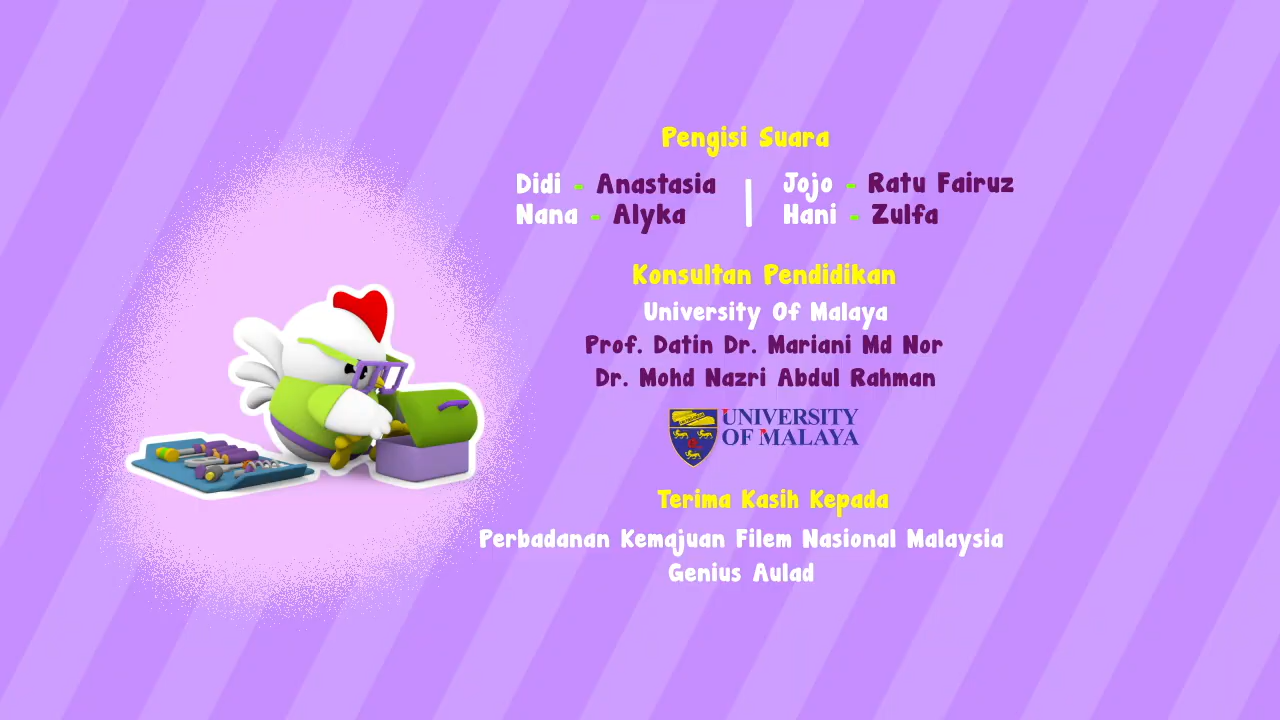 Pengisi Suara
Didi - Anastasia | Jojo - Ratu Fairuz
Nana - Alyka | Hani - Zulfa
Konsultan Pendidikan
University Of Malaya
Prof. Datin Dr. Mariani Md Nor
Dr. Mohd Nazri Abdul Rahman
UNIVERSITY
OF MALAYA
Terima Kasih Kepada
Perbadanan Kemajuan Filem Nasional Malaysia
Genius Aulad